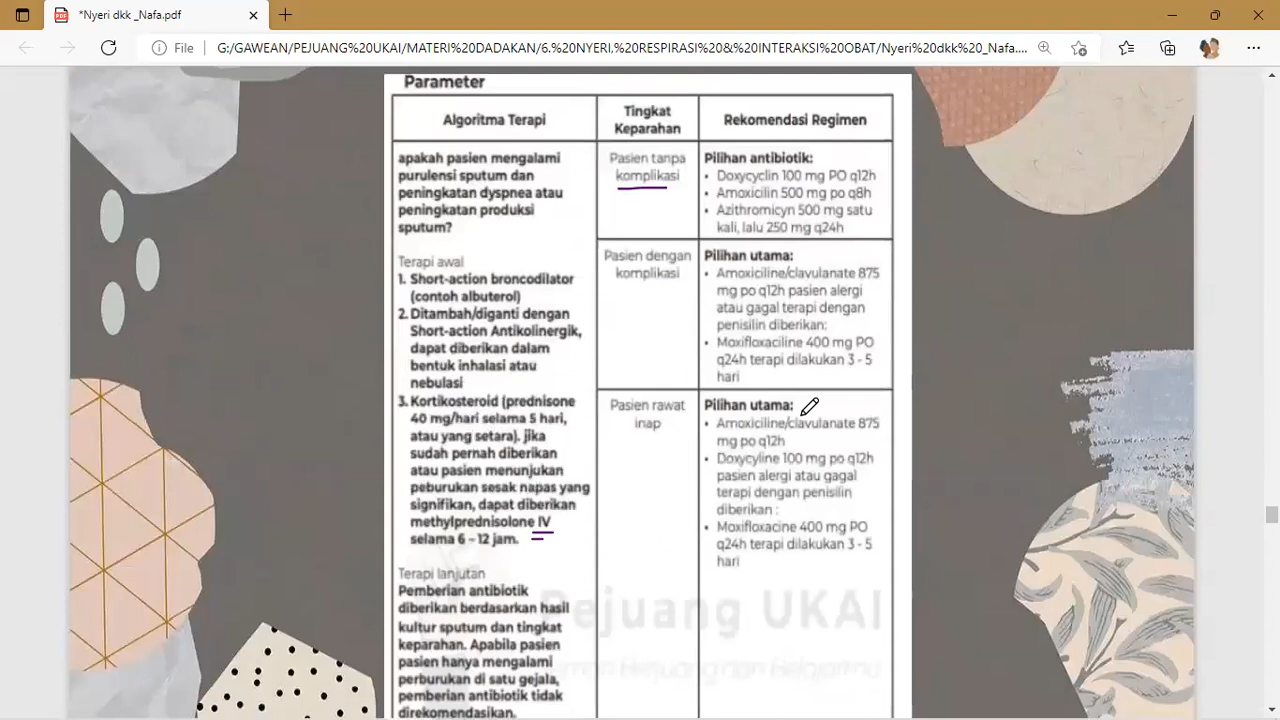 *Nyeri dkk _Nafa.pdf
File
G:/GAWEAN/PEJUANG%20UKAI/MATERI%20DADAKAN/6.%20NYERI,%20RESPIRASI%20&%20INTERAKSI%20OBAT/Nyeri%20dkk%20_Nafa....
Parameter
Algoritma Terapi
Tingkat
Keparahan
Rekomendasi Regimen
apakah pasien mengalami
purulensi sputum dan
peningkatan dyspnea atau
peningkatan produksi
sputum?
Terapi awal
1. Short-action broncodilator
(contoh albuterol)
2. Ditambah/diganti dengan
Short-action Antikolinergik,
dapat diberikan dalam
bentuk inhalasi atau
nebulasi
3. Kortikosteroid (prednisone
40 mg/hari selama 5 hari,
atau yang setara). jika
sudah pernah diberikan
atau pasien menunjukan
peburukan sesak napas yang
signifikan, dapat diberikan
methylprednisolone IV
selama 6 – 12 jam.
Terapi lanjutan
Pemberian antibiotik
diberikan berdasarkan hasil
kultur sputum dan tingkat
keparahan. Apabila pasien
pasien hanya mengalami
perburukan di satu gejala,
pemberian antibiotik tidak
direkomendasikan.
Pasien tanpa
komplikasi
Pilihan antibiotik:
• Doxycyclin 100 mg PO q12h
• Amoxicilin 500 mg po q8h
• Azithromicyn 500 mg satu
kali, lalu 250 mg q24h
Pasien dengan
komplikasi
Pilihan utama:
• Amoxiciline/clavulanate 875
mg po q12h pasien alergi
atau gagal terapi dengan
penisilin diberikan:
• Moxifloxaciline 400 mg PO
q24h terapi dilakukan 3 - 5
hari
Pasien rawat
inap
Pilihan utama:
• Amoxiciline/clavulanate 875
mg po q12h
• Doxycyline 100 mg po q12h
pasien alergi atau gagal
terapi dengan penisilin
diberikan :
• Moxifloxacine 400 mg PO
q24h terapi dilakukan 3 - 5
hari
Pejuang UKAI